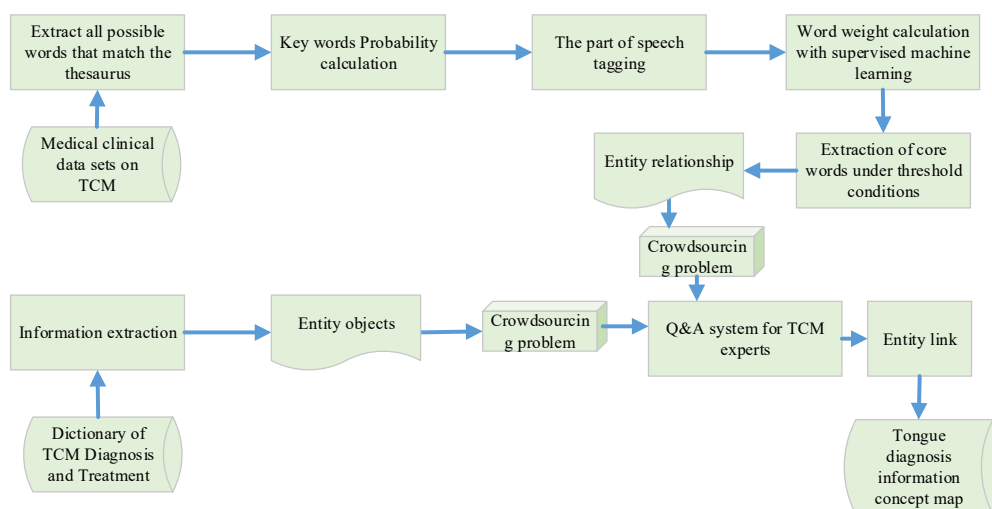 Extract all possible
words that match the
thesaurus
Key words Probability
calculation
The part of speech
tagging
Word weight calculation
with supervised machine
learning
Medical clinical
data sets on
TCM
Entity relationship
Extraction of core
words under threshold
conditions
Crowdsourcin
g problem
Information extraction
Entity objects
Crowdsourcin
g problem
Q&A system for TCM
experts
Entity link
Dictionary of
TCM Diagnosis
and Treatment
Tongue
diagnosis
information
concept map